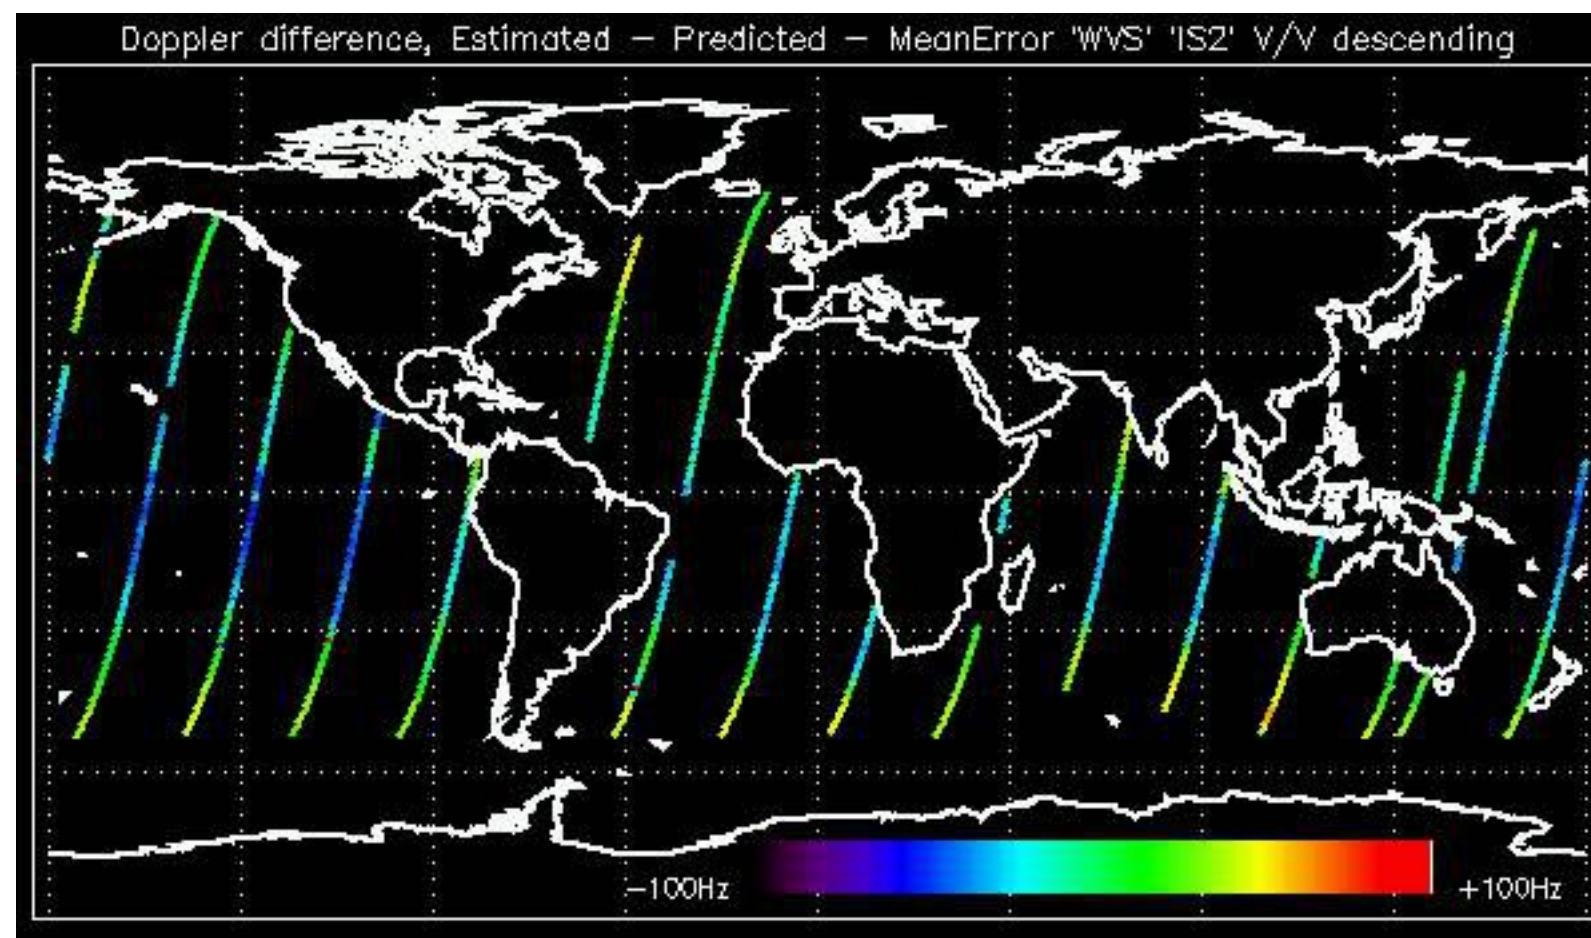 Doppler difference, Estimated – Predicted – MeanError 'WVS' 'IS2' V/V descending
–100Hz +100Hz